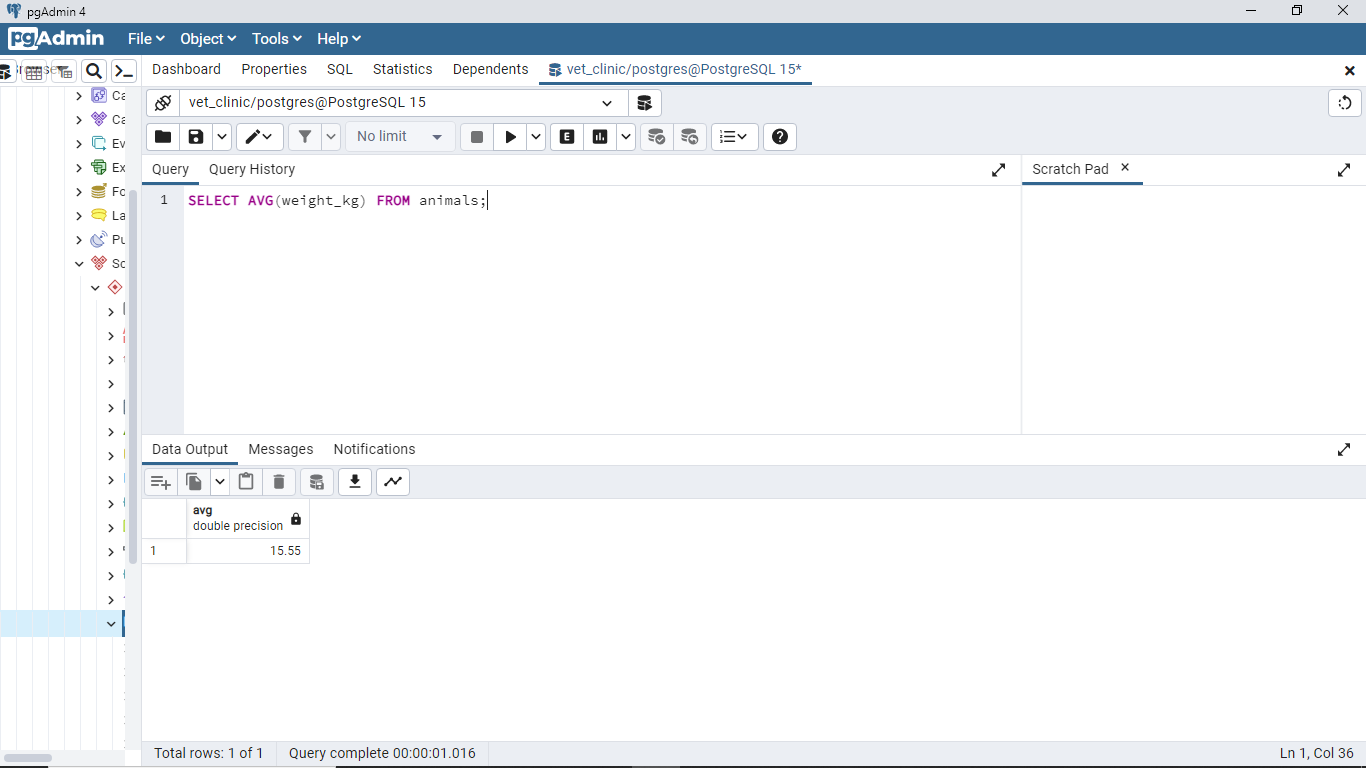 pgAdmin 4
pgAdmin
File Object Tools Help
Dashboard Properties SQL Statistics Dependents vet_clinic/postgres@PostgreSQL 15*
vet_clinic/postgres@PostgreSQL 15
No limit
E
Query Query History
Scratch Pad
1 SELECT AVG(weight_kg) FROM animals;
Ca
Ca
Ev
Ex
Fo
La
Pu
Sc
Data Output Messages Notifications
avg
double precision
1 15.55
Total rows: 1 of 1 Query complete 00:00:01.016 Ln 1, Col 36